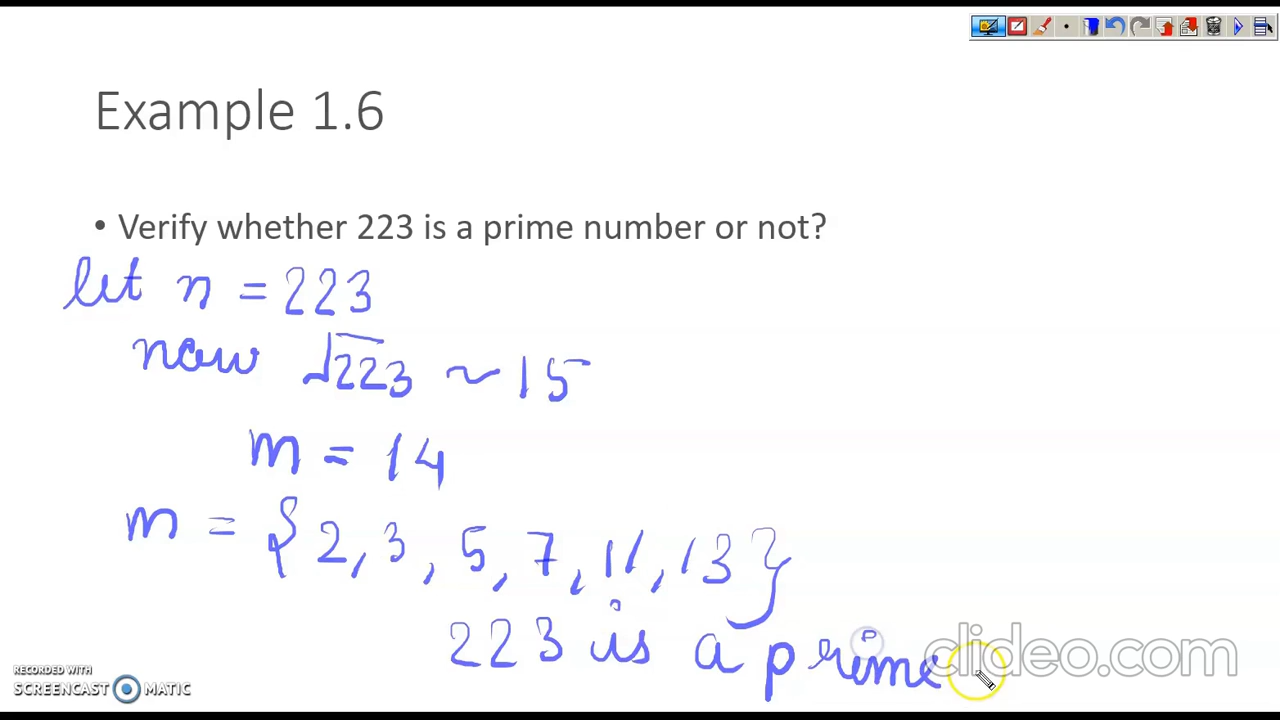 Example 1.6
• Verify whether 223 is a prime number or not?
let n = 223
now √223 ~ 15
m = 14
m = {2, 3, 5, 7, 11, 13}
223 is a prime
clideo.com
RECORDED WITH
SCREENCAST MATIC